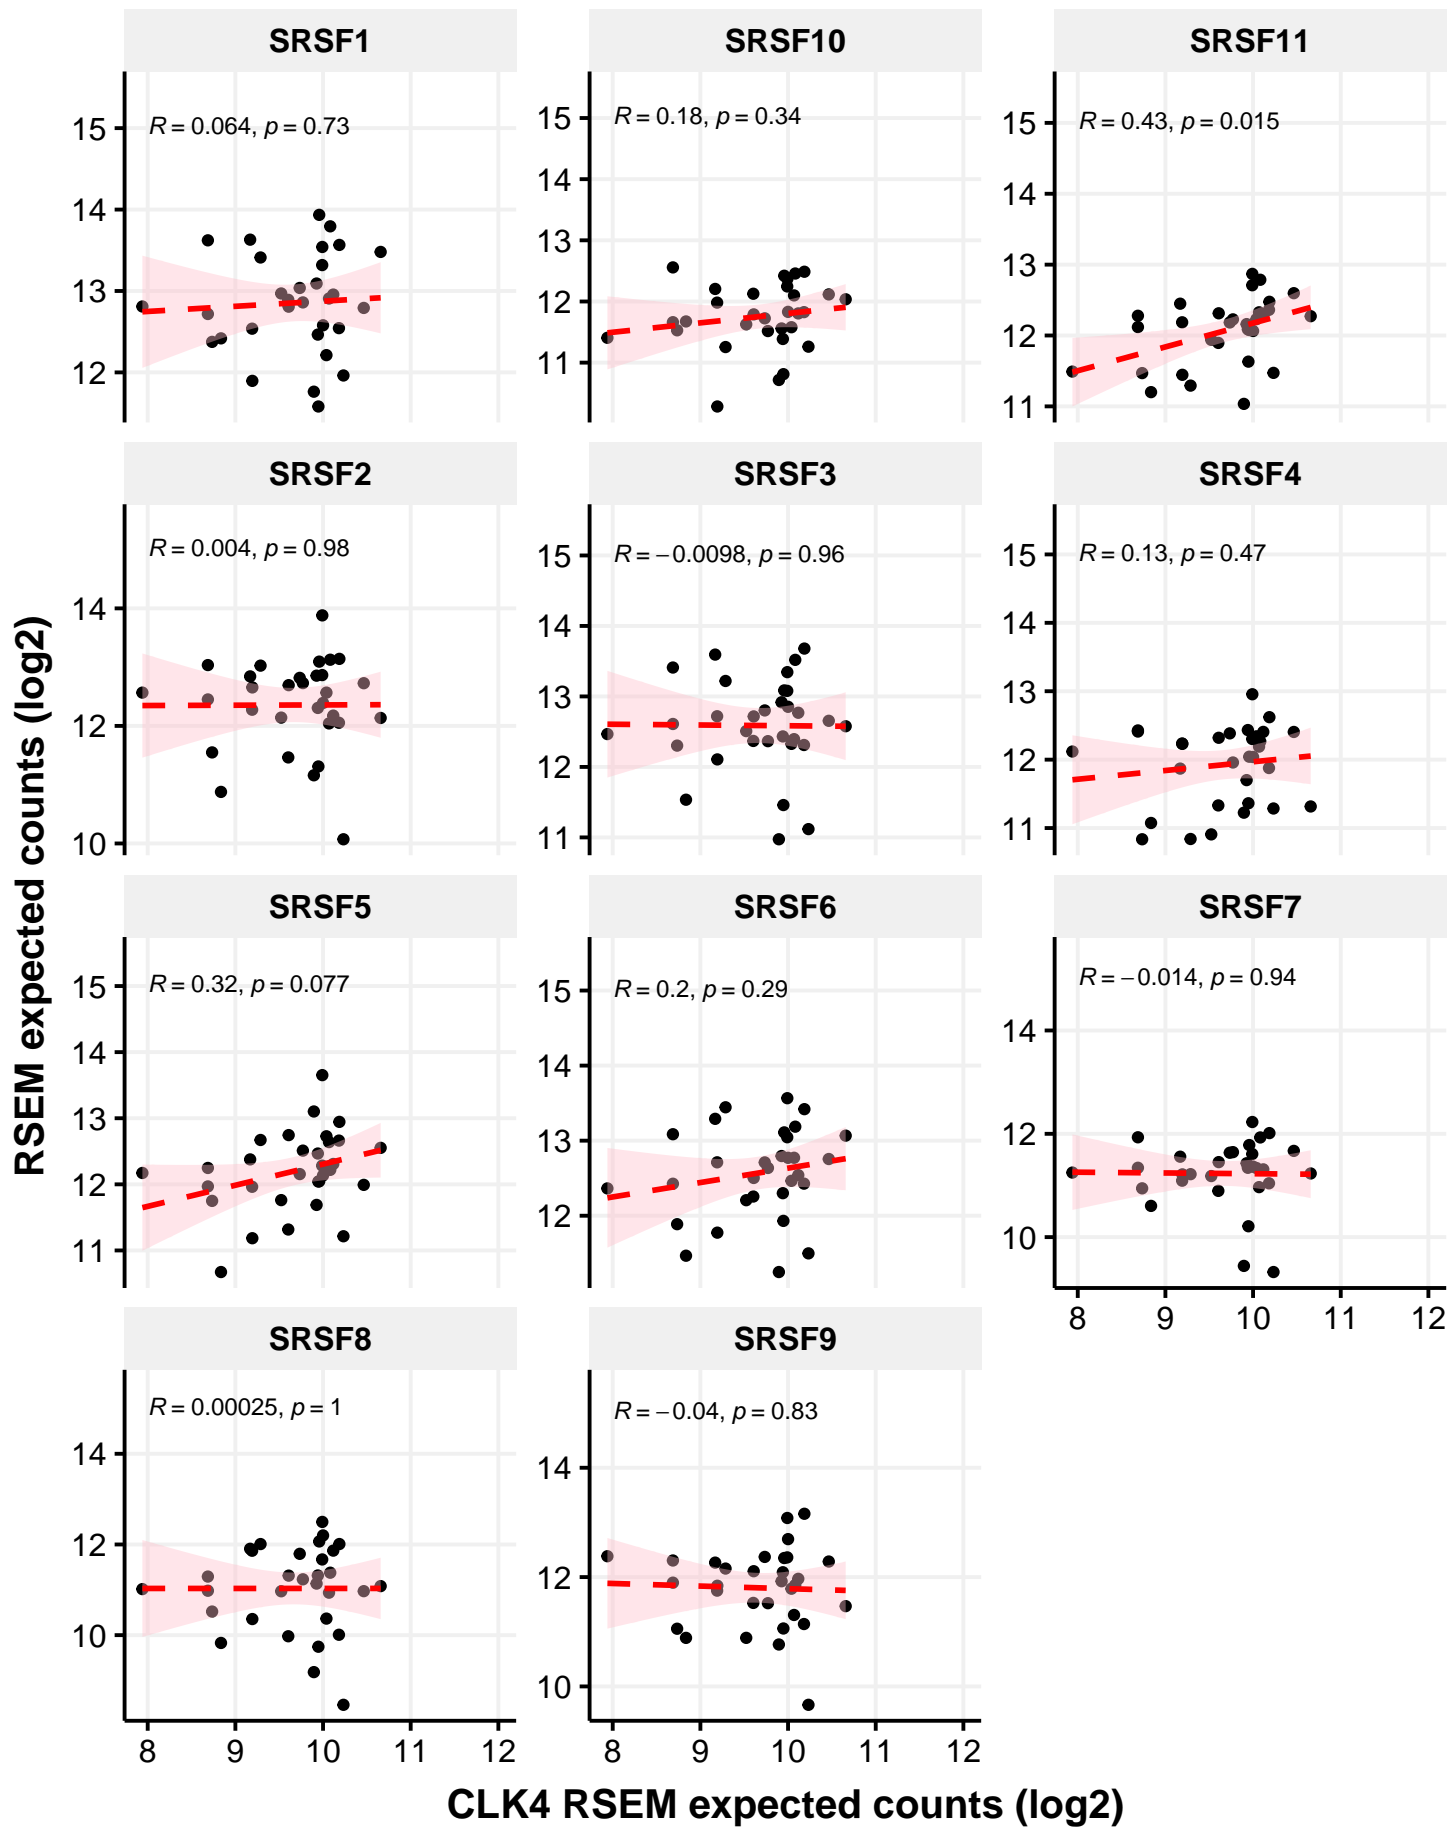 SRSF1
SRSF10
SRSF11
R = 0.064, p = 0.73
R = 0.18, p = 0.34
R = 0.43, p = 0.015
15
14
13
12
15
14
13
12
11
15
14
13
12
11
SRSF2
SRSF3
SRSF4
R = 0.004, p = 0.98
R = −0.0098, p = 0.96
R = 0.13, p = 0.47
14
12
10
15
14
13
12
11
15
14
13
12
11
RSEM expected counts (log2)
SRSF5
SRSF6
SRSF7
R = 0.32, p = 0.077
R = 0.2, p = 0.29
R = −0.014, p = 0.94
15
14
13
12
11
15
14
13
12
14
12
10
8 9 10 11 12
SRSF8
SRSF9
R = 0.00025, p = 1
R = −0.04, p = 0.83
14
12
10
14
12
10
8 9 10 11 12
8 9 10 11 12
CLK4 RSEM expected counts (log2)